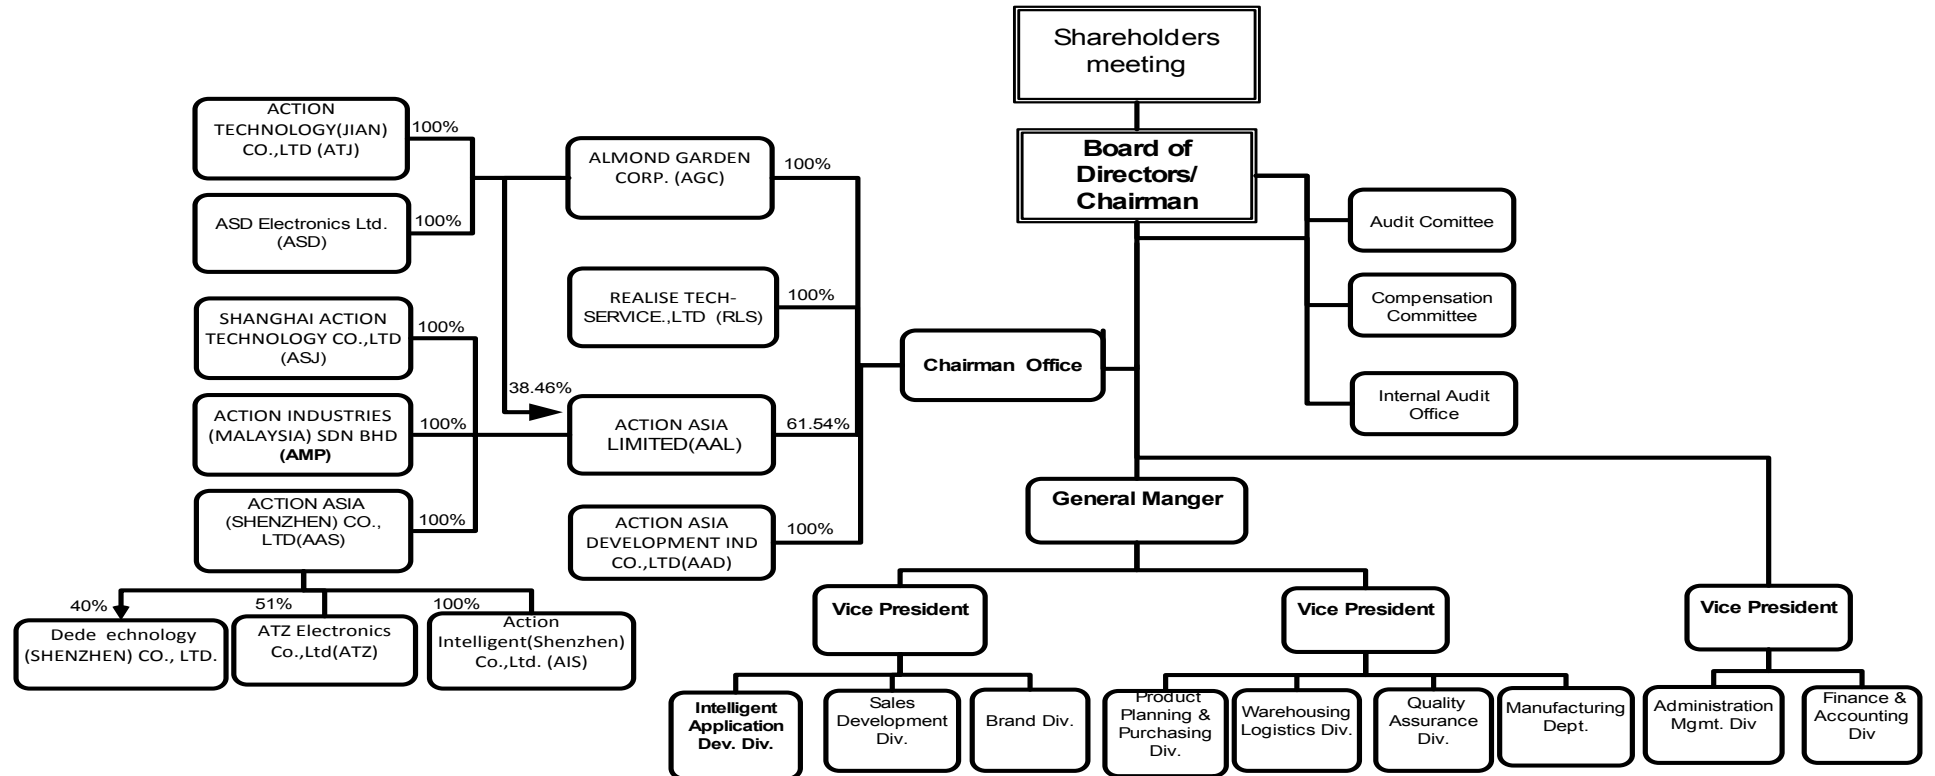 Shareholders
meeting
Board of
Directors/
Chairman
Audit Comittee
Compensation
Committee
Internal Audit
Office
Chairman Office
General Manger
Vice President
Vice President
Vice President
Intelligent
Application
Dev. Div.
Sales
Development
Div.
Brand Div.
Product
Planning &
Purchasing
Div.
Warehousing
Logistics Div.
Quality
Assurance
Div.
Manufacturing
Dept.
Administration
Mgmt. Div
Finance &
Accounting
Div
ALMOND GARDEN
CORP. (AGC)
100%
REALISE TECH-
SERVICE.,LTD (RLS)
100%
38.46%
ACTION ASIA
LIMITED(AAL)
61.54%
ACTION ASIA
DEVELOPMENT IND
CO.,LTD(AAD)
100%
ACTION
TECHNOLOGY(JIAN)
CO.,LTD (ATJ)
100%
ASD Electronics Ltd.
(ASD)
100%
SHANGHAI ACTION
TECHNOLOGY CO.,LTD
(ASJ)
100%
ACTION INDUSTRIES
(MALAYSIA) SDN BHD
(AMP)
100%
ACTION ASIA
(SHENZHEN) CO.,
LTD(AAS)
100%
40%
Dede echnology
(SHENZHEN) CO., LTD.
51%
ATZ Electronics
Co.,Ltd(ATZ)
100%
Action
Intelligent(Shenzhen)
Co.,Ltd. (AIS)